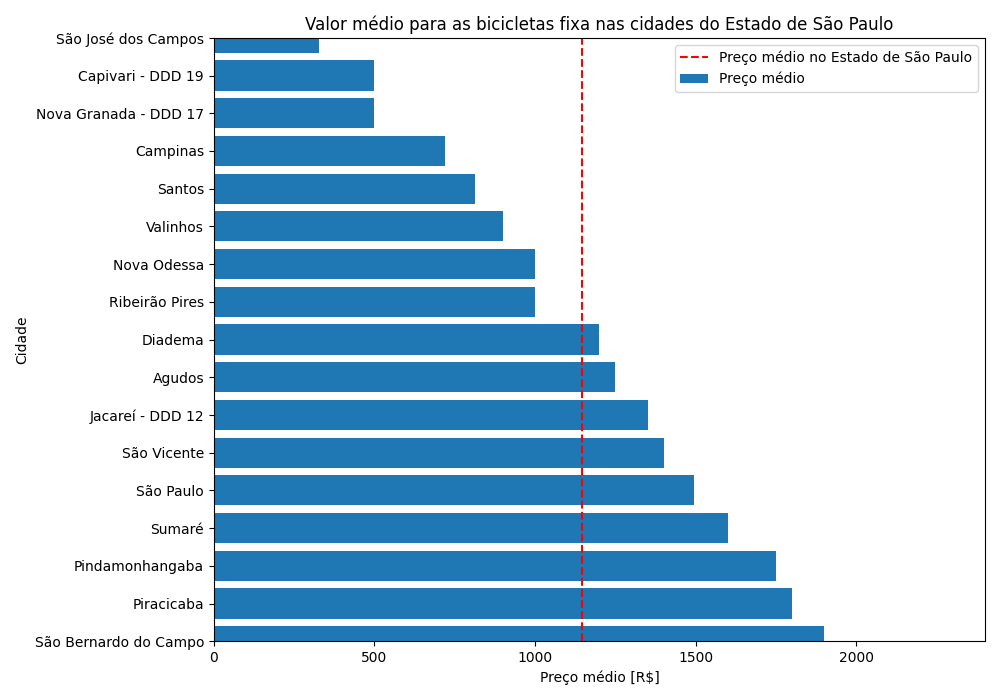 Valor médio para as bicicletas fixa nas cidades do Estado de São Paulo
Preço médio no Estado de São Paulo
Preço médio
São José dos Campos
Capivari - DDD 19
Nova Granada - DDD 17
Campinas
Santos
Valinhos
Nova Odessa
Ribeirão Pires
Diadema
Agudos
Jacareí - DDD 12
São Vicente
São Paulo
Sumaré
Pindamonhangaba
Piracicaba
São Bernardo do Campo
Cidade
0 500 1000 1500 2000
Preço médio [R$]